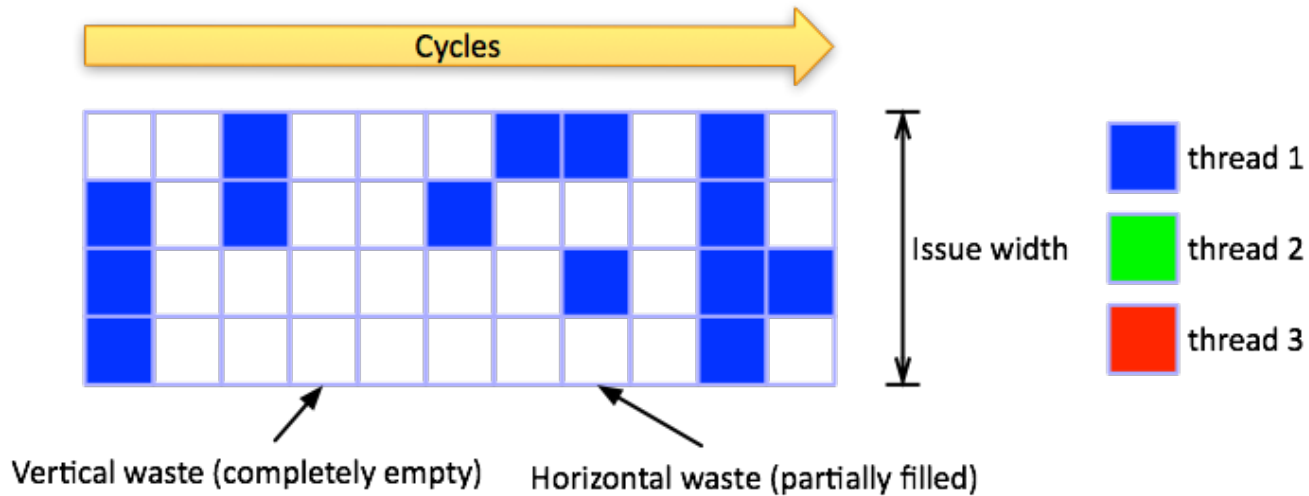 Cycles
Issue width
thread 1
thread 2
thread 3
Vertical waste (completely empty)
Horizontal waste (partially filled)